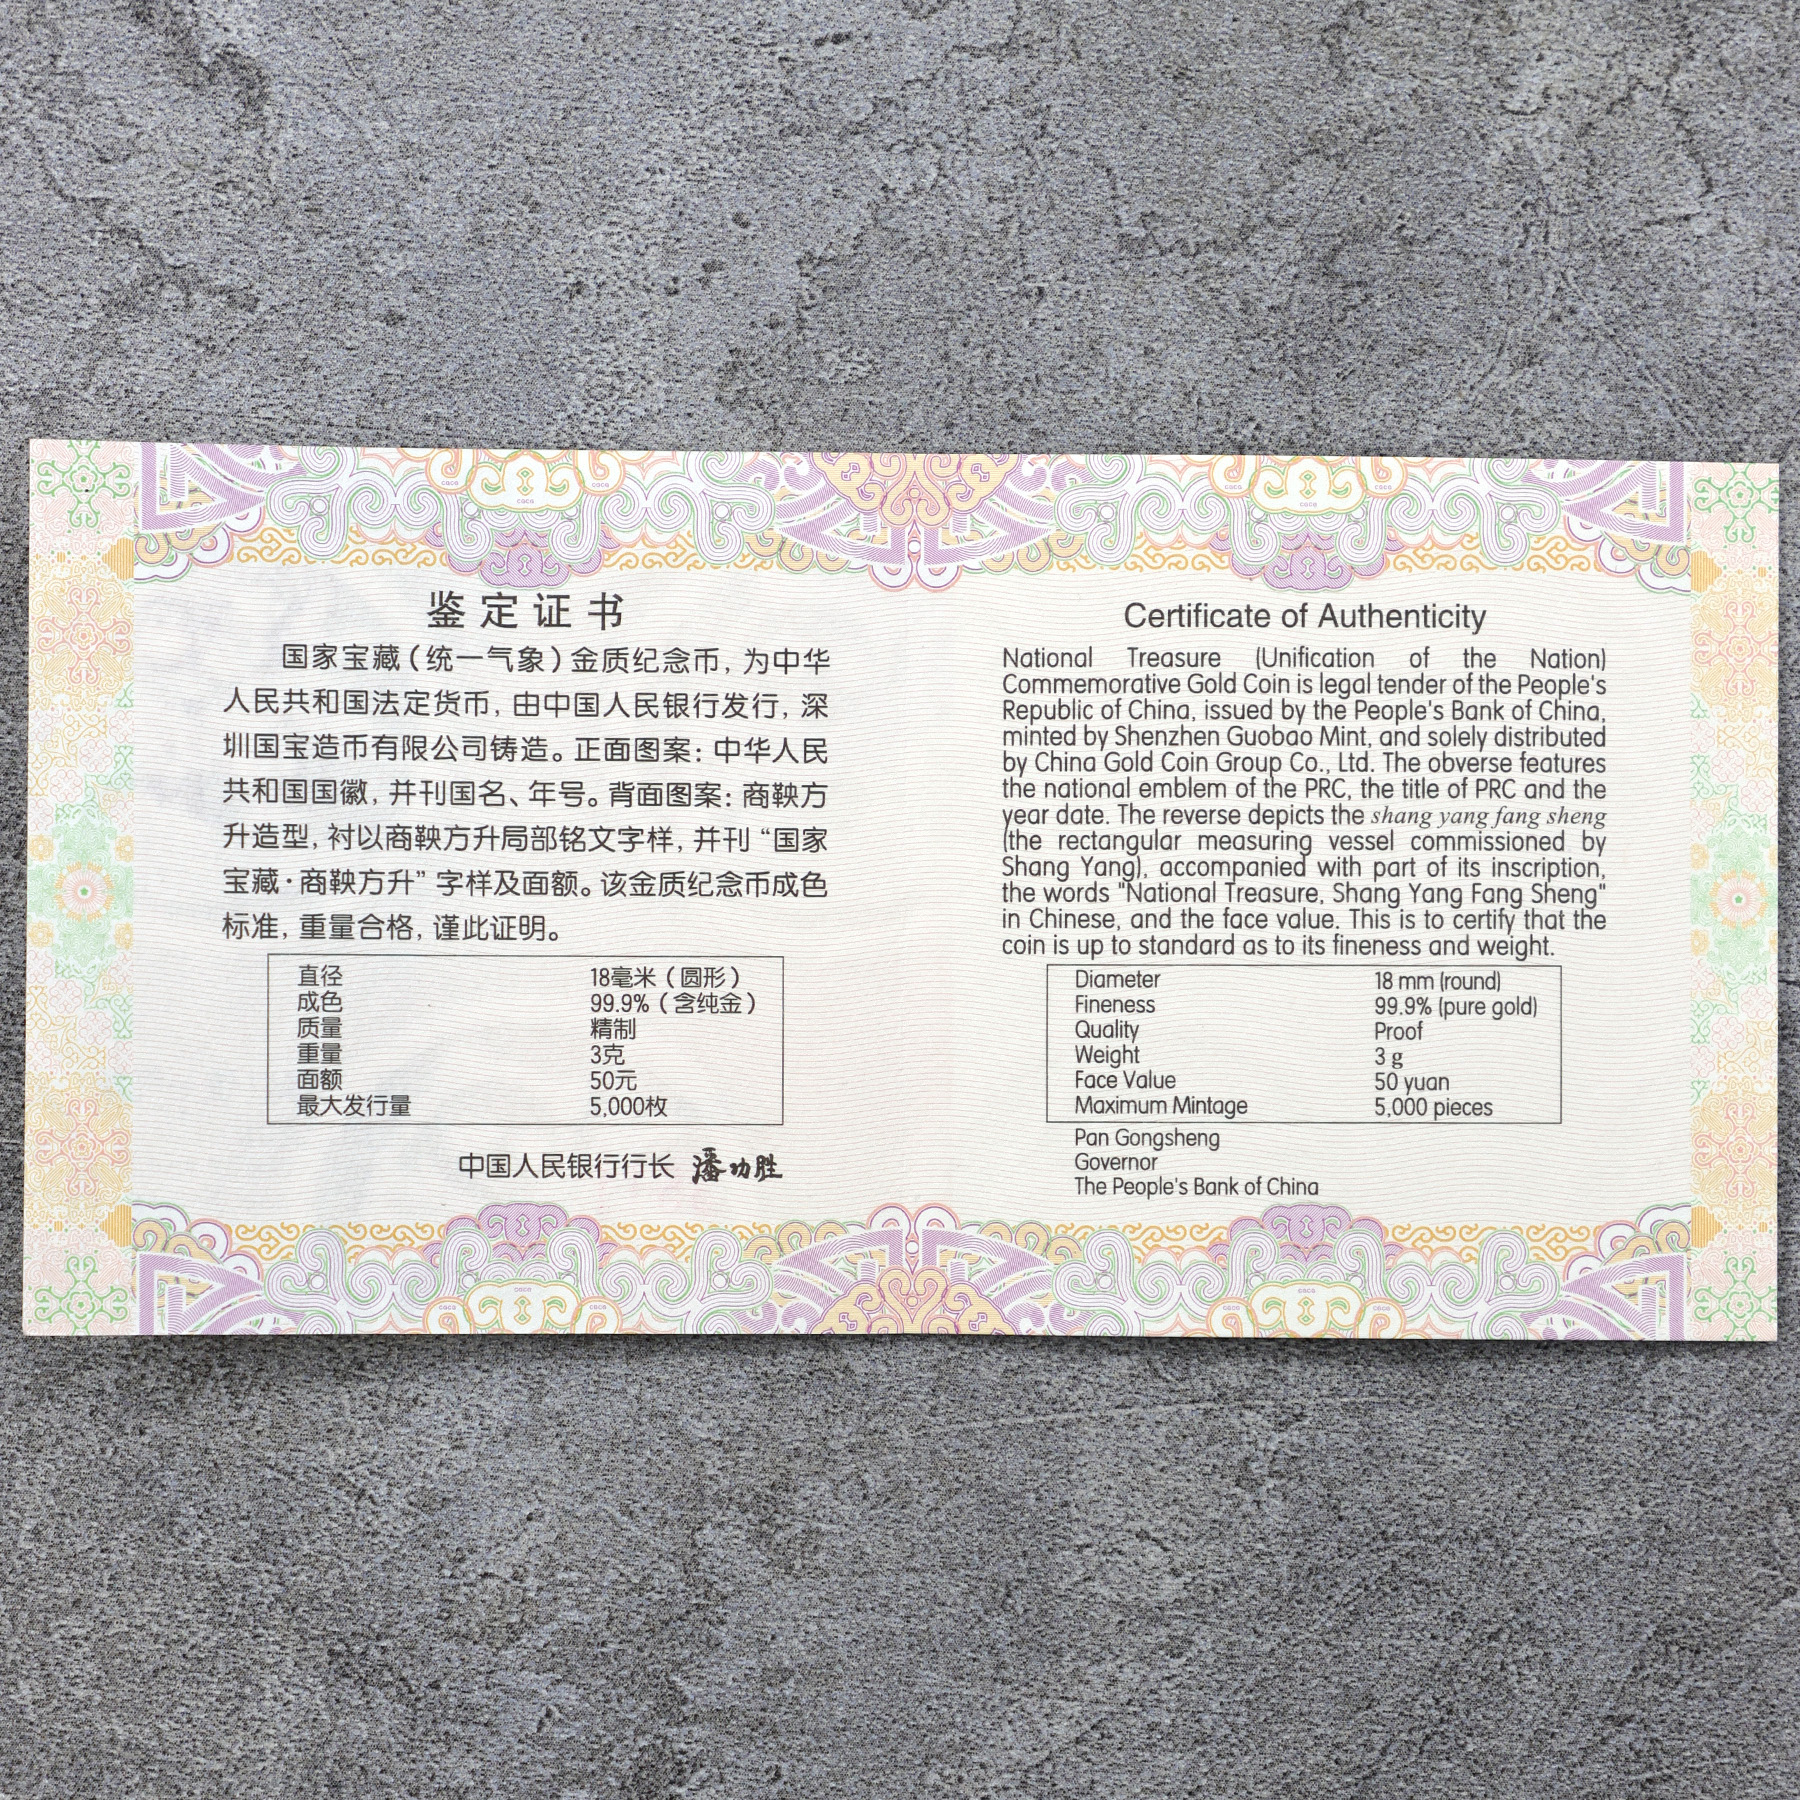 鉴定证书
国家宝藏（统一气象）金质纪念币，为中华
人民共和国法定货币，由中国人民银行发行，深
圳国宝造币有限公司铸造。正面图案：中华人民
共和国国徽，并刊国名、年号。背面图案：商鞅方
升造型，衬以商鞅方升局部铭文字样，并刊“国家
宝藏·商鞅方升”字样及面额。该金质纪念币成色
标准，重量合格，谨此证明。
直径 18毫米（圆形）
成色 99.9%（含纯金）
质量 精制
重量 3克
面额 50元
最大发行量 5,000枚
中国人民银行行长 潘功胜
Certificate of Authenticity
National Treasure (Unification of the Nation)
Commemorative Gold Coin is legal tender of the People's
Republic of China, issued by the People's Bank of China,
minted by Shenzhen Guobao Mint, and solely distributed
by China Gold Coin Group Co., Ltd. The obverse features
the national emblem of the PRC, the title of PRC and the
year date. The reverse depicts the shang yang fang sheng
(the rectangular measuring vessel commissioned by
Shang Yang), accompanied with part of its inscription,
the words "National Treasure, Shang Yang Fang Sheng"
in Chinese, and the face value. This is to certify that the
coin is up to standard as to its fineness and weight.
Diameter 18 mm (round)
Fineness 99.9% (pure gold)
Quality Proof
Weight 3 g
Face Value 50 yuan
Maximum Mintage 5,000 pieces
Pan Gongsheng
Governor
The People's Bank of China